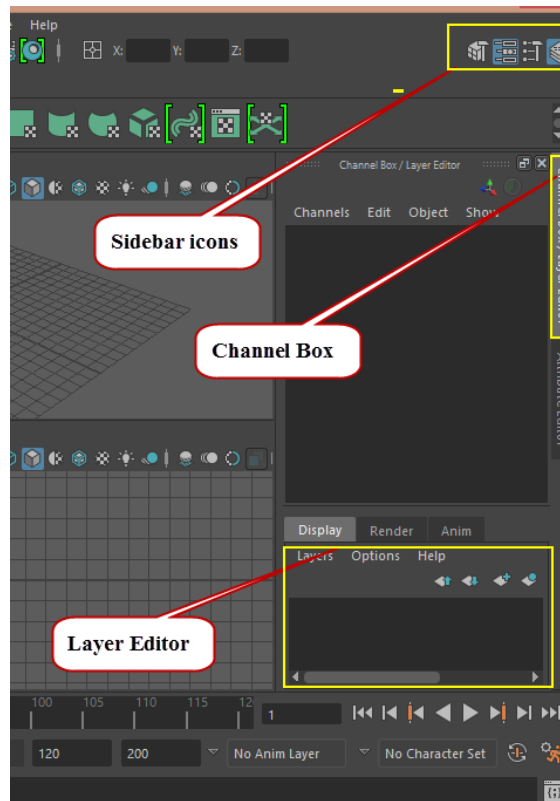 Help
X:
Y:
Z:
Channel Box / Layer Editor
Channels Edit Object Show
Sidebar icons
Channel Box
Attribute Editor
Display Render Anim
Layers Options Help
Layer Editor
100 105 110 115 12
1
120
200
No Anim Layer
No Character Set